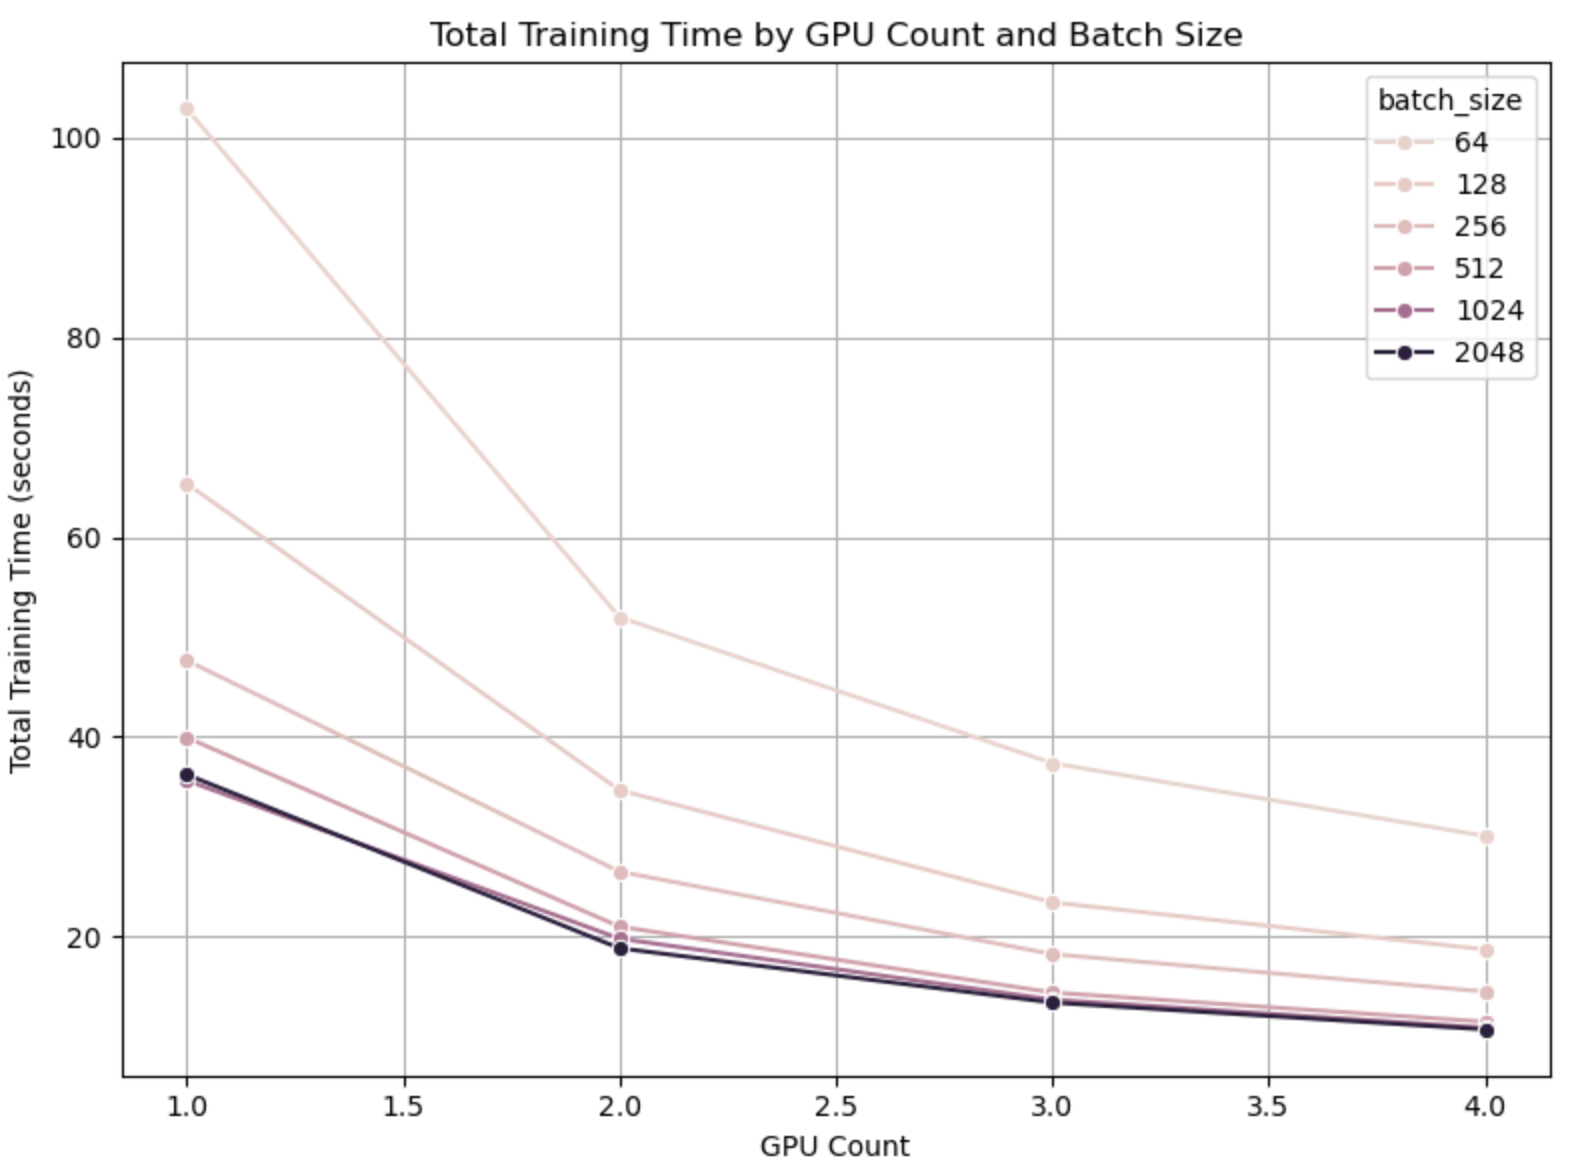 Total Training Time by GPU Count and Batch Size
batch_size
64
128
256
512
1024
2048
100
80
60
40
20
Total Training Time (seconds)
1.0 1.5 2.0 2.5 3.0 3.5 4.0
GPU Count